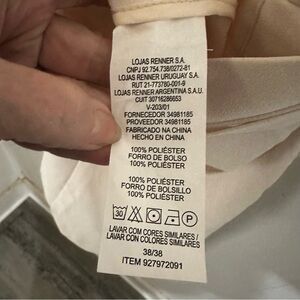 LOJAS RENNER S.A.
CNPJ 92.754.738/0272-81
LOJAS RENNER URUGUAY S.A.
RUT 21-773780-001-9
LOJAS RENNER ARGENTINA S.A.U.
CUIT 30716286653
V-203/01
FORNECEDOR 34981185
PROVEEDOR 34981185
FABRICADO NA CHINA
HECHO EN CHINA
100% POLIÉSTER
FORRO DE BOLSO
100% POLIÉSTER
100% POLIÉSTER
FORRO DE BOLSILLO
100% POLIÉSTER
30 P
LAVAR COM CORES SIMILARES /
LAVAR CON COLORES SIMILARES
38/38
ITEM 927972091